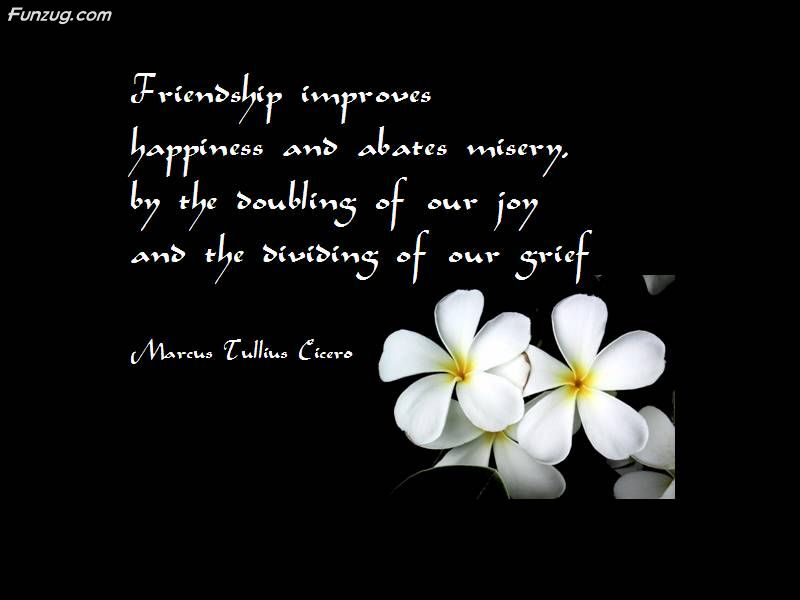 Funzug.com
Friendship improves
happiness and abates misery,
by the doubling of our joy
and the dividing of our grief
Marcus Tullius Cicero